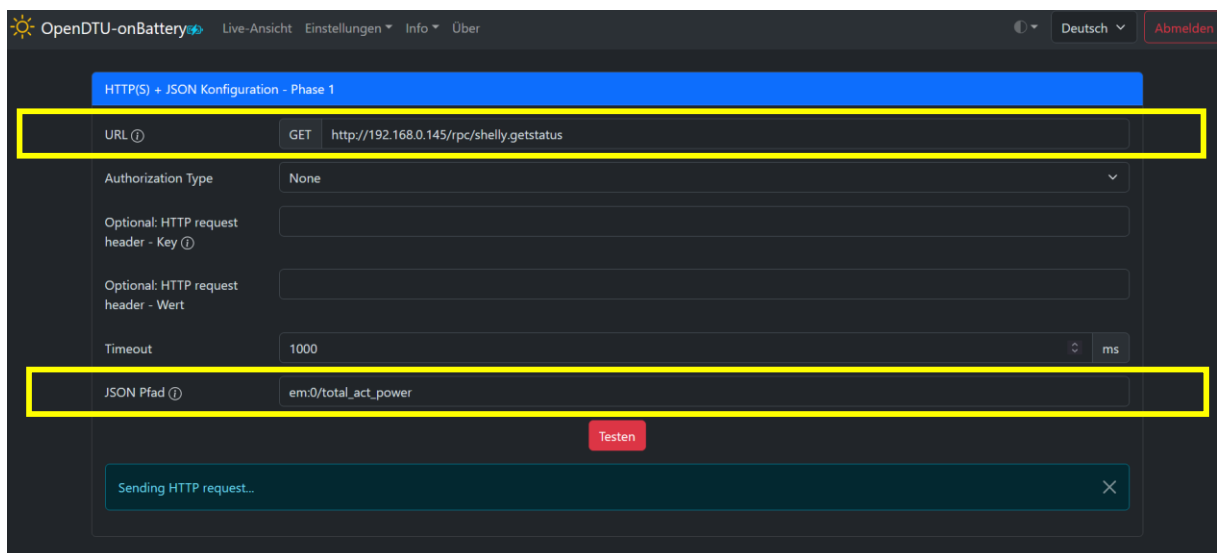 OpenDTU-onBattery Live-Ansicht Einstellungen Info Über Deutsch Abmelden
HTTP(S) + JSON Konfiguration - Phase 1
URL GET http://192.168.0.145/rpc/shelly.getstatus
Authorization Type None
Optional: HTTP request
header - Key
Optional: HTTP request
header - Wert
Timeout 1000 ms
JSON Pfad em:0/total_act_power
Testen
Sending HTTP request...